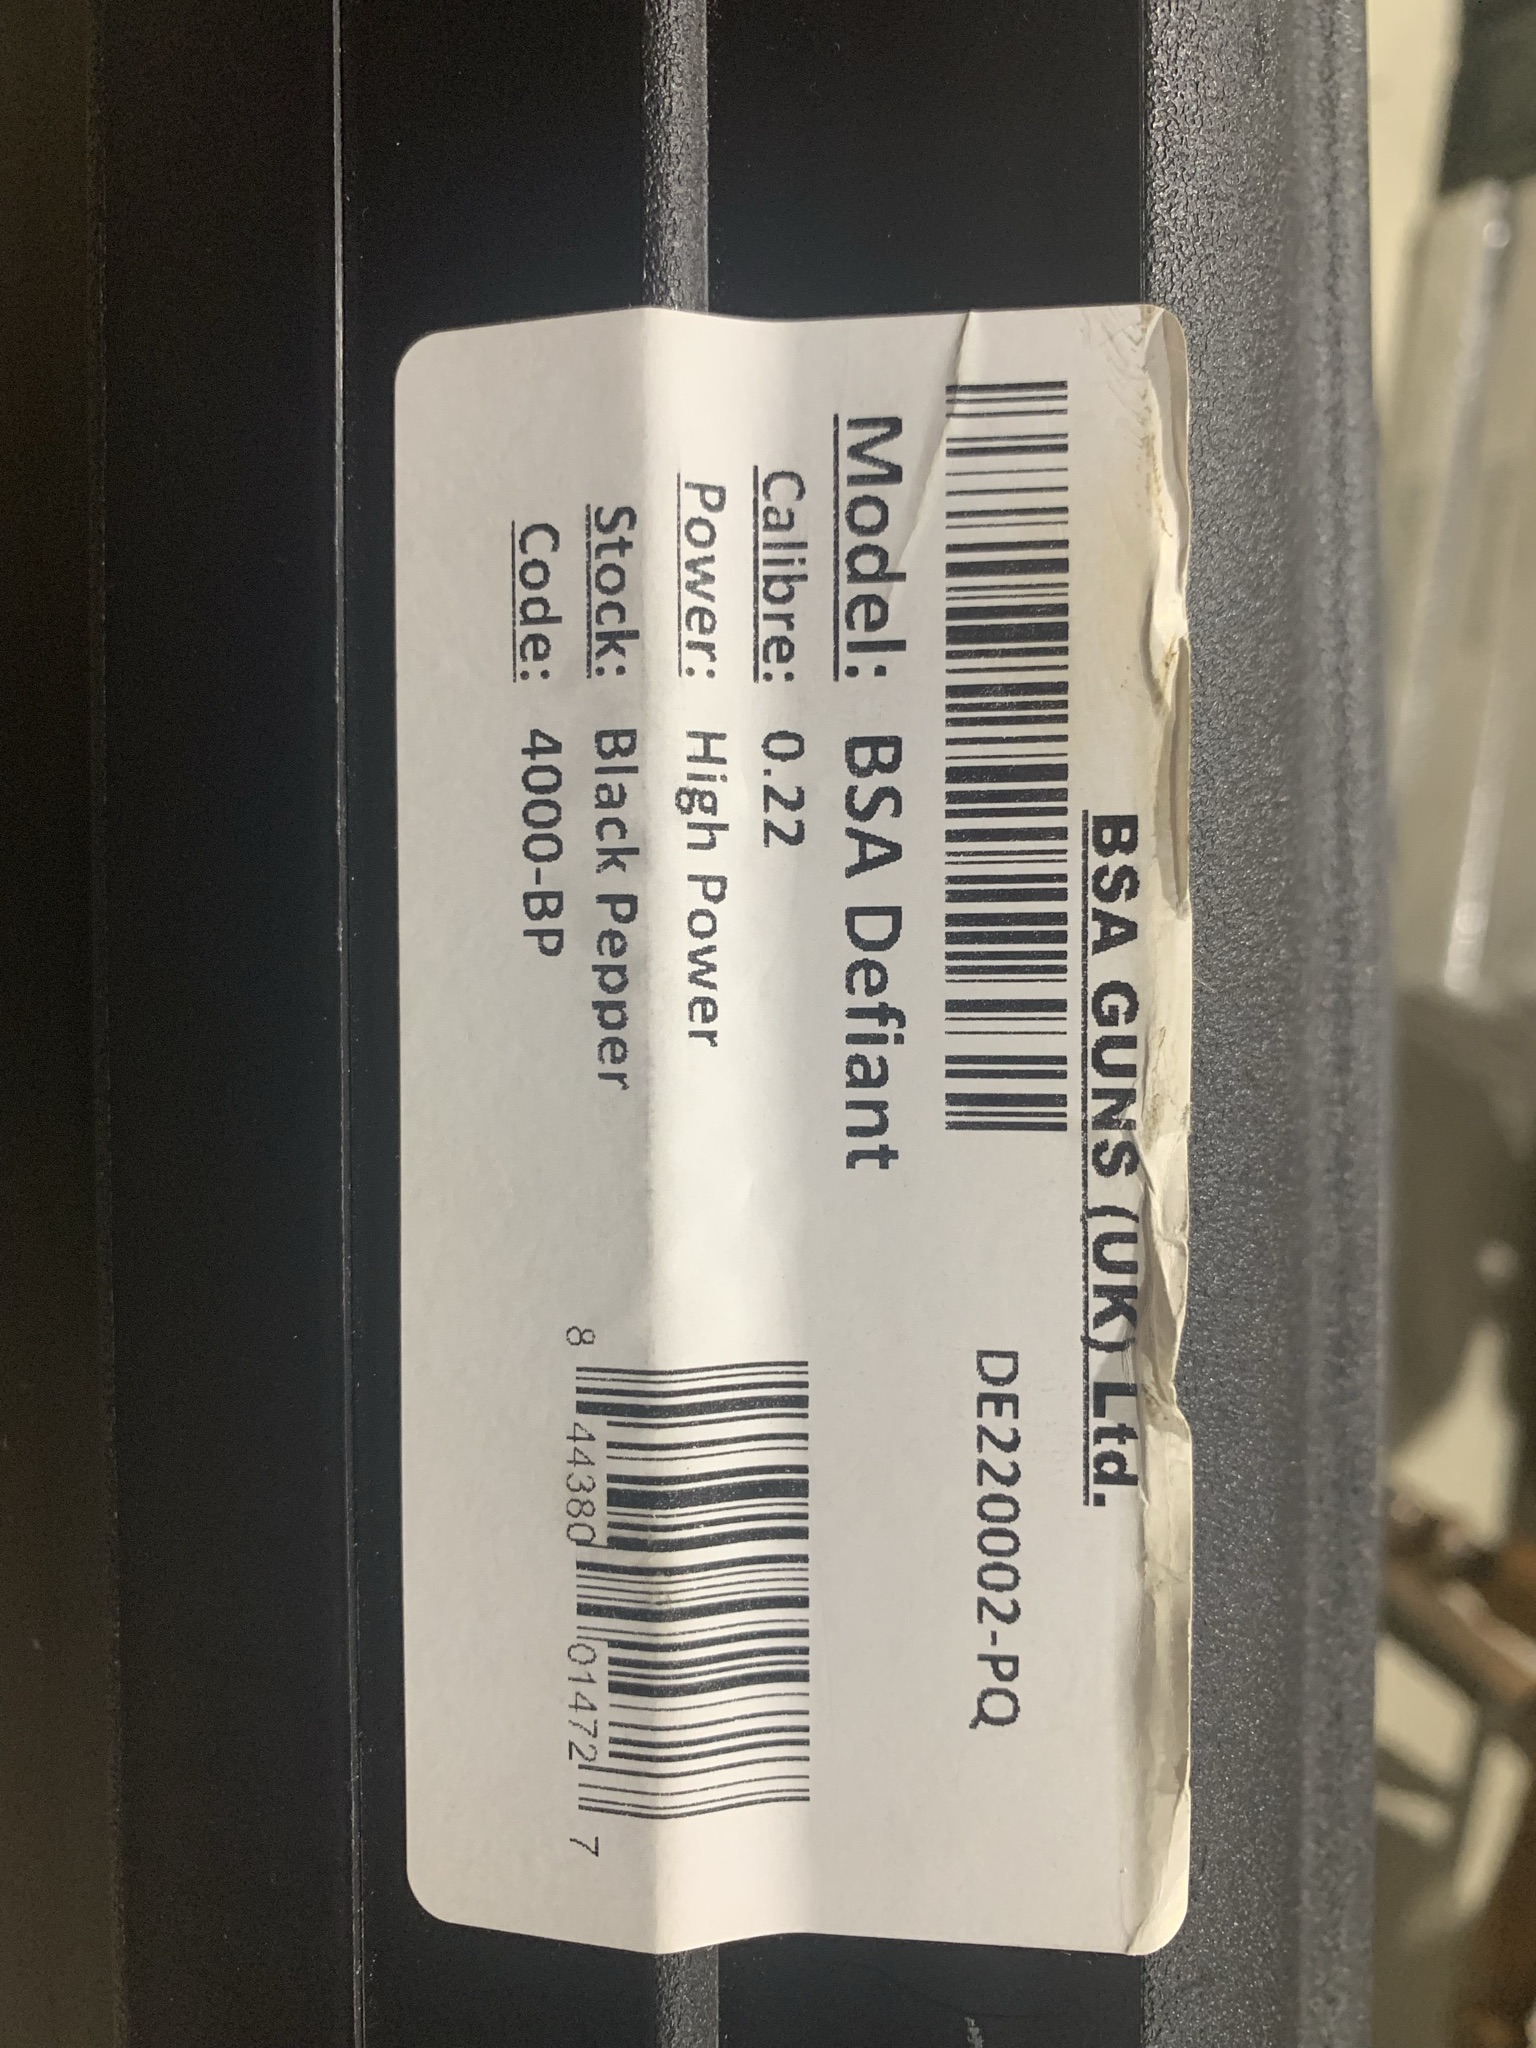 BSA GUNS (UK) Ltd.
DE220002-PQ
Model: BSA Defiant
Calibre: 0.22
Power: High Power
Stock: Black Pepper
Code: 4000-BP
8 44380 01472 7